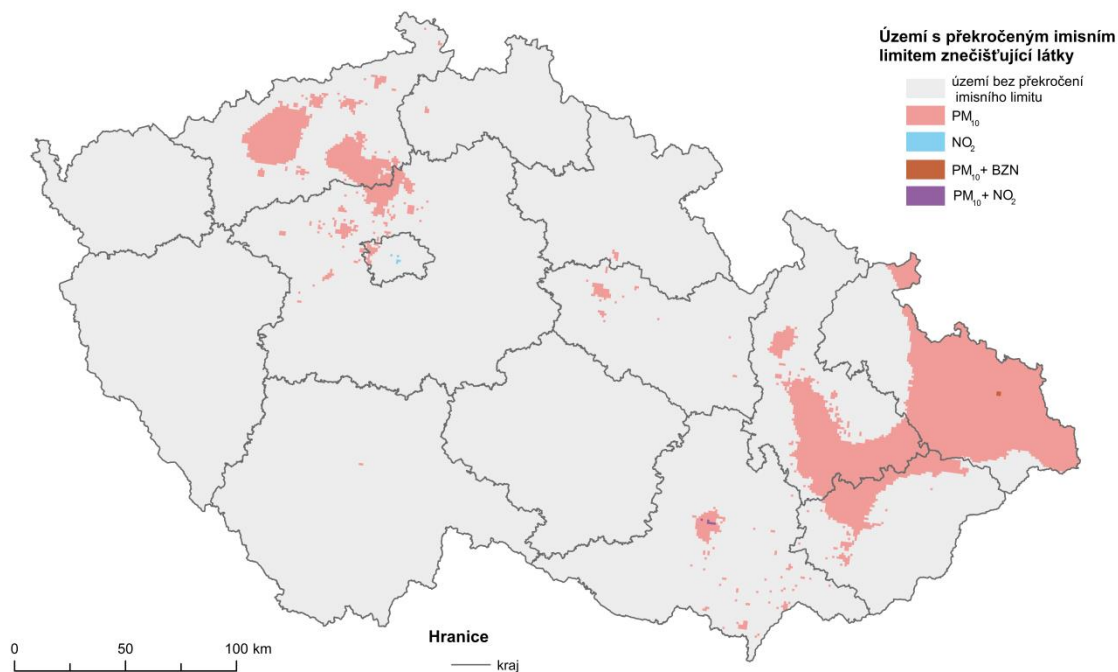 Území s překročeným imisním
limitem znečišťující látky
území bez překročení
imisního limitu
PM10
NO2
PM10+ BZN
PM10+ NO2
0 50 100 km
Hranice
kraj